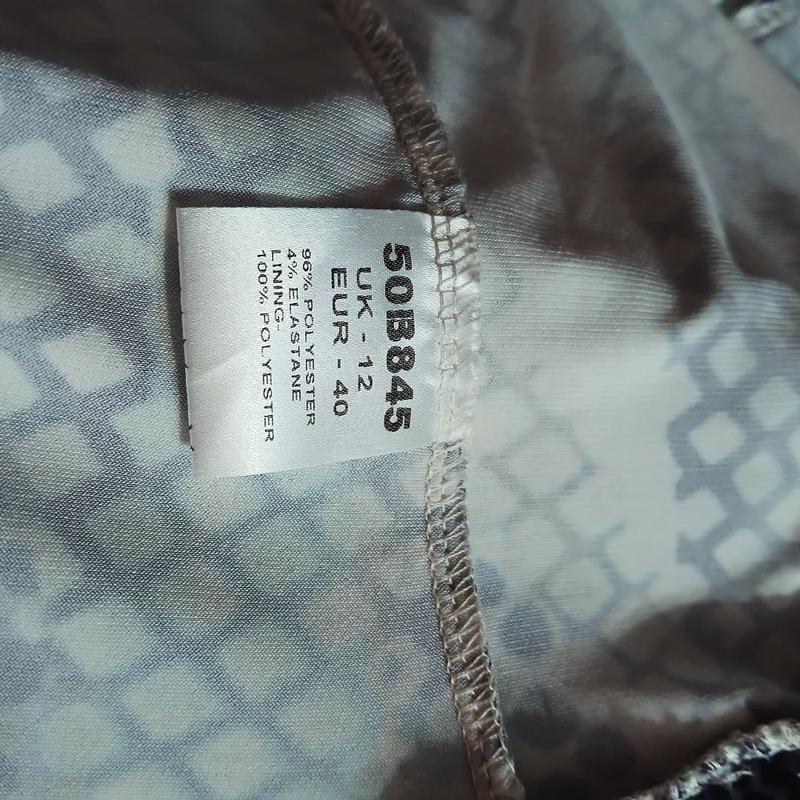 50B845
UK - 12
EUR - 40
96% POLYESTER
4% ELASTANE
LINING-
100% POLYESTER